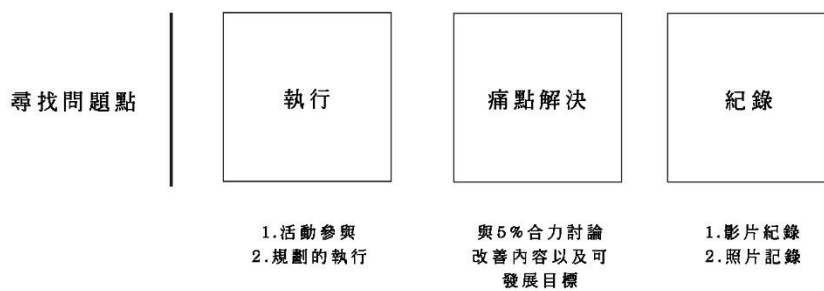 尋找問題點
執行
痛點解決
紀錄
1.活動參與
2.規劃的執行
與5%合力討論
改善內容以及可
發展目標
1.影片紀錄
2.照片記錄